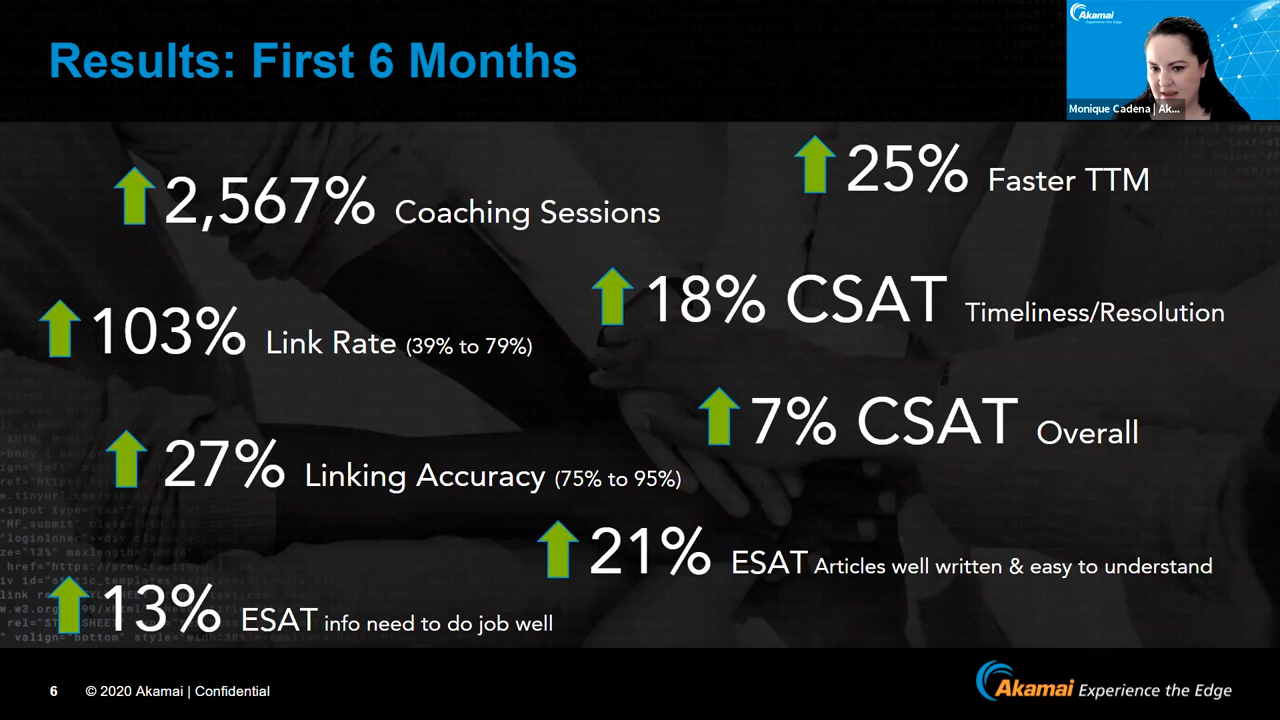 Results: First 6 Months
Akamai
Experience the Edge
Monique Cadena | Ak...
2,567% Coaching Sessions
25% Faster TTM
103% Link Rate (39% to 79%)
18% CSAT Timeliness/Resolution
27% Linking Accuracy (75% to 95%)
7% CSAT Overall
13% ESAT info need to do job well
21% ESAT Articles well written & easy to understand
6 © 2020 Akamai | Confidential
Akamai Experience the Edge